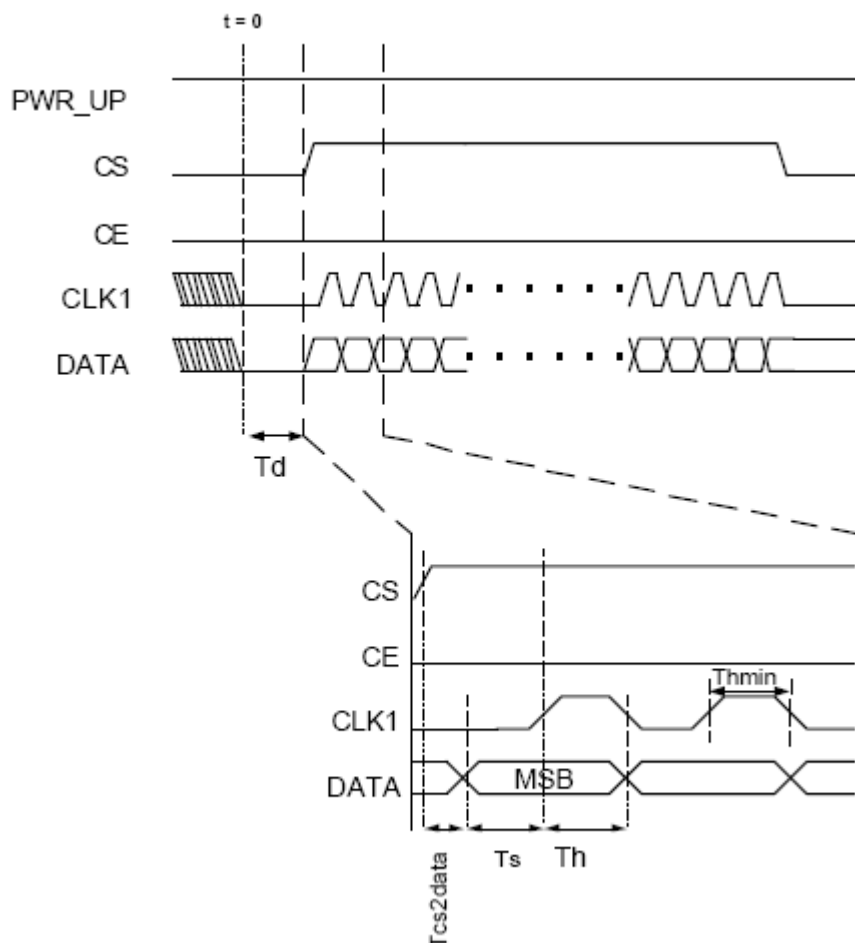 t = 0
PWR_UP
CS
CE
CLK1
DATA
Td
CS
CE
Thmin
CLK1
DATA
MSB
Tcs2data
Ts
Th